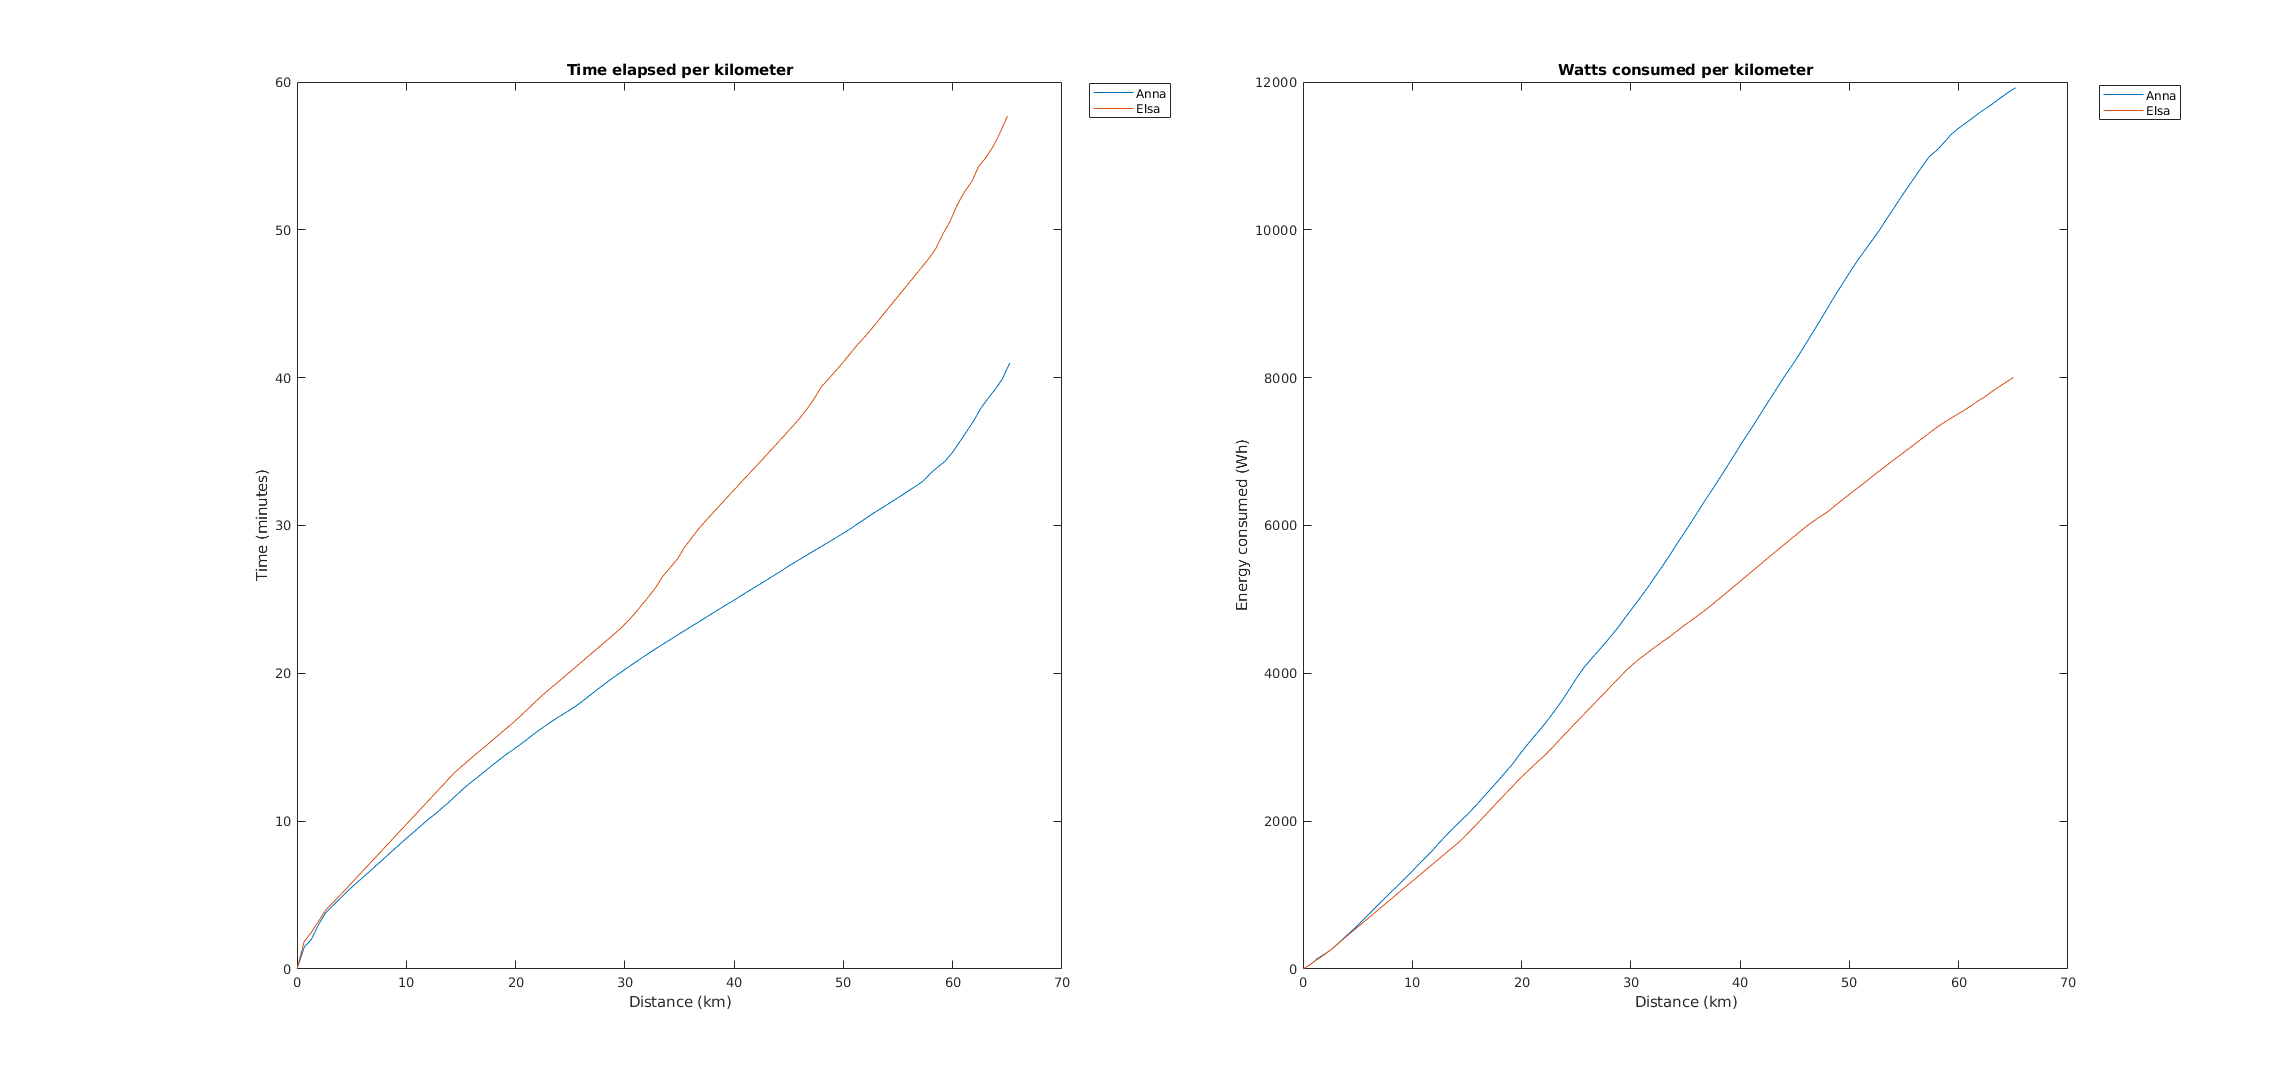 Time elapsed per kilometer
Anna
Elsa
60
50
40
30
20
10
0
Time (minutes)
0 10 20 30 40 50 60 70
Distance (km)
Watts consumed per kilometer
Anna
Elsa
12000
10000
8000
6000
4000
2000
0
Energy consumed (Wh)
0 10 20 30 40 50 60 70
Distance (km)